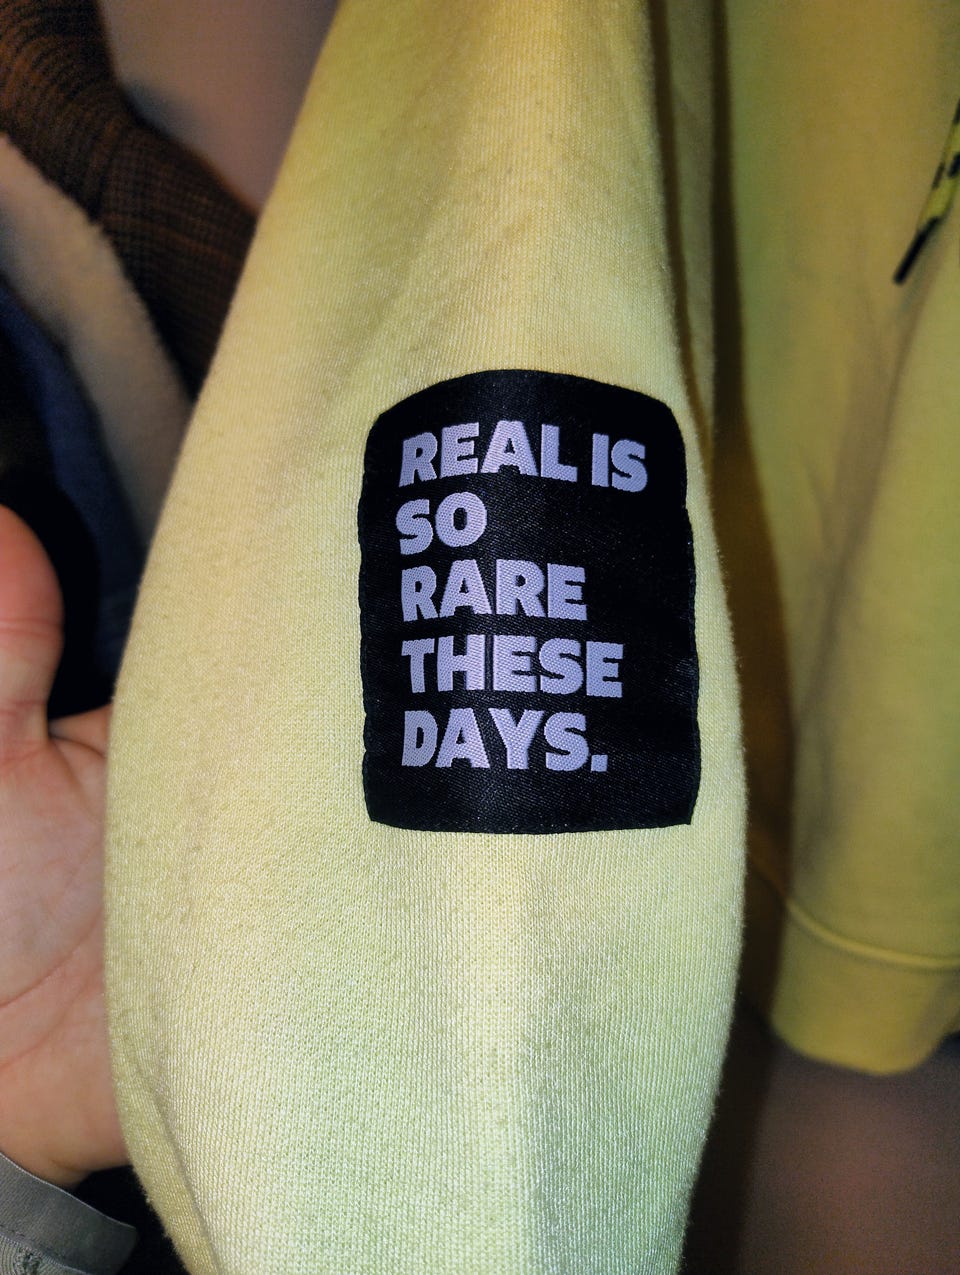 REAL IS
SO
RARE
THESE
DAYS.